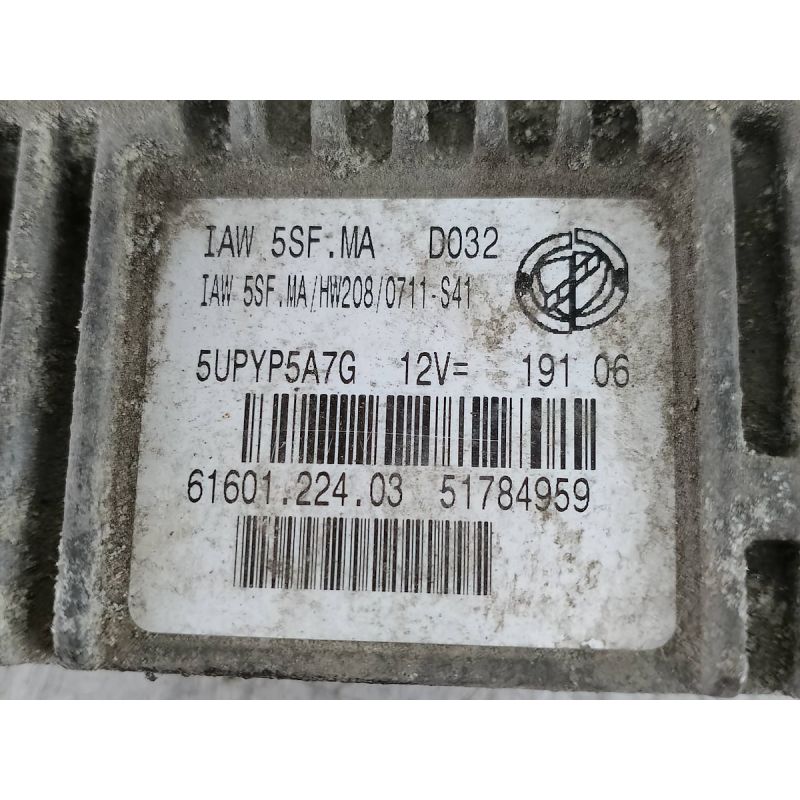 IAW 5SF.MA D032
IAW 5SF.MA/HW208/0711-S41
5UPYP5A7G 12V= 191 06
61601.224.03 51784959